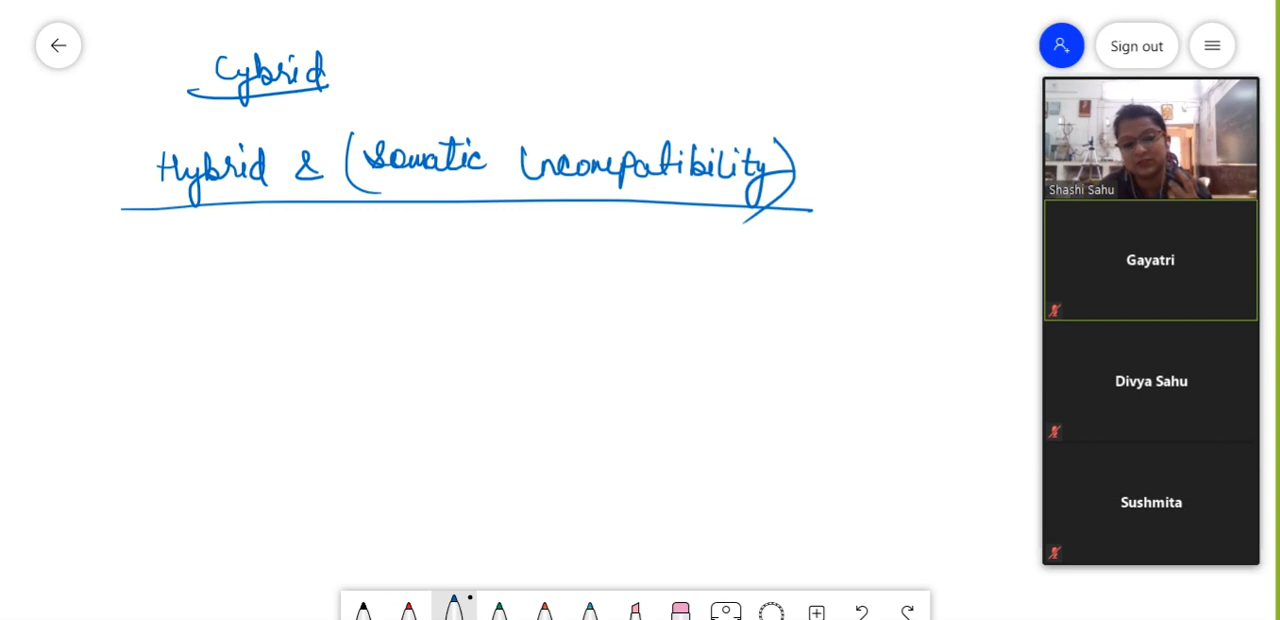 Sign out
Cybrid
Hybrid & (Somatic Incompatibility)
Shashi Sahu
Gayatri
Divya Sahu
Sushmita